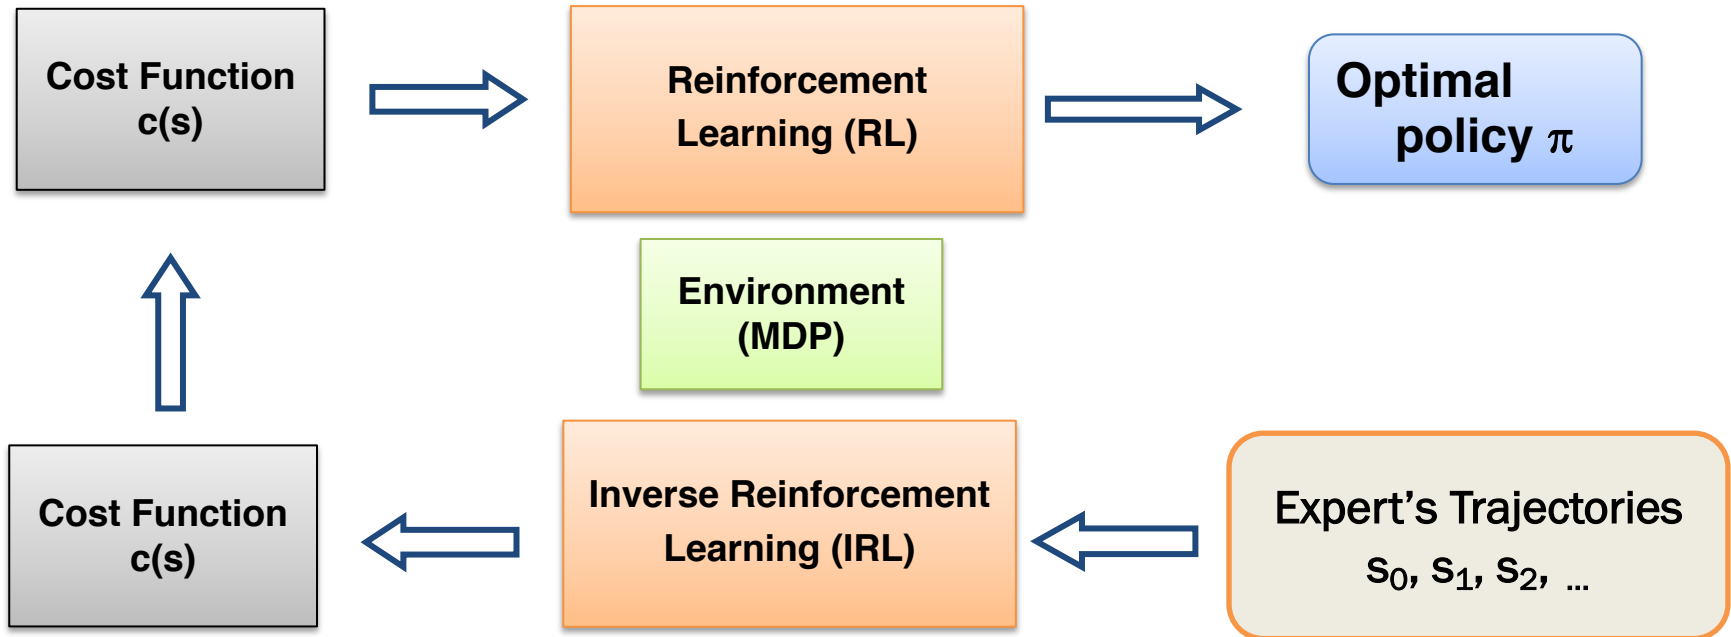 Cost Function
c(s)
Reinforcement
Learning (RL)
Optimal
policy π
Environment
(MDP)
Cost Function
c(s)
Inverse Reinforcement
Learning (IRL)
Expert’s Trajectories
s₀, s₁, s₂, ...